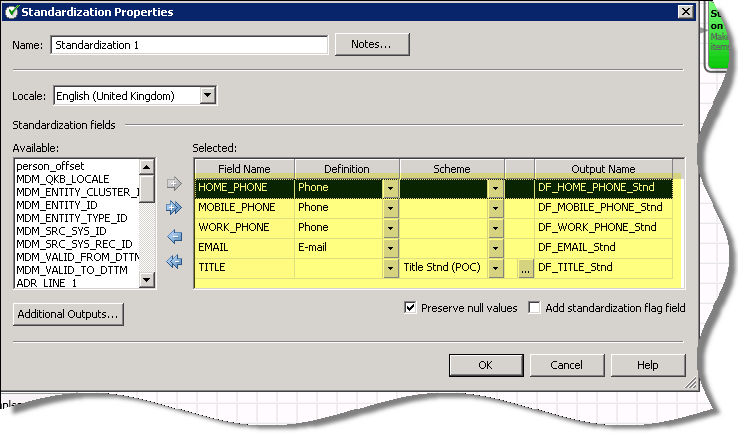 Standardization Properties
Name: Standardization 1 Notes...
Locale: English (United Kingdom)
Standardization fields
Available: Selected:
person_offset
MDM_QKB_LOCALE
MDM_ENTITY_CLUSTER_I
MDM_ENTITY_ID
MDM_ENTITY_TYPE_ID
MDM_SRC_SYS_ID
MDM_SRC_SYS_REC_ID
MDM_VALID_FROM_DTTM
MDM_VALID_TO_DTTM
ADR_LINE_1
Field Name Definition Scheme Output Name
HOME_PHONE Phone DF_HOME_PHONE_Stnd
MOBILE_PHONE Phone DF_MOBILE_PHONE_Stnd
WORK_PHONE Phone DF_WORK_PHONE_Stnd
EMAIL E-mail DF_EMAIL_Stnd
TITLE Title Stnd (POC) ... DF_TITLE_Stnd
Additional Outputs... Preserve null values Add standardization flag field
OK Cancel Help
on
Make
items